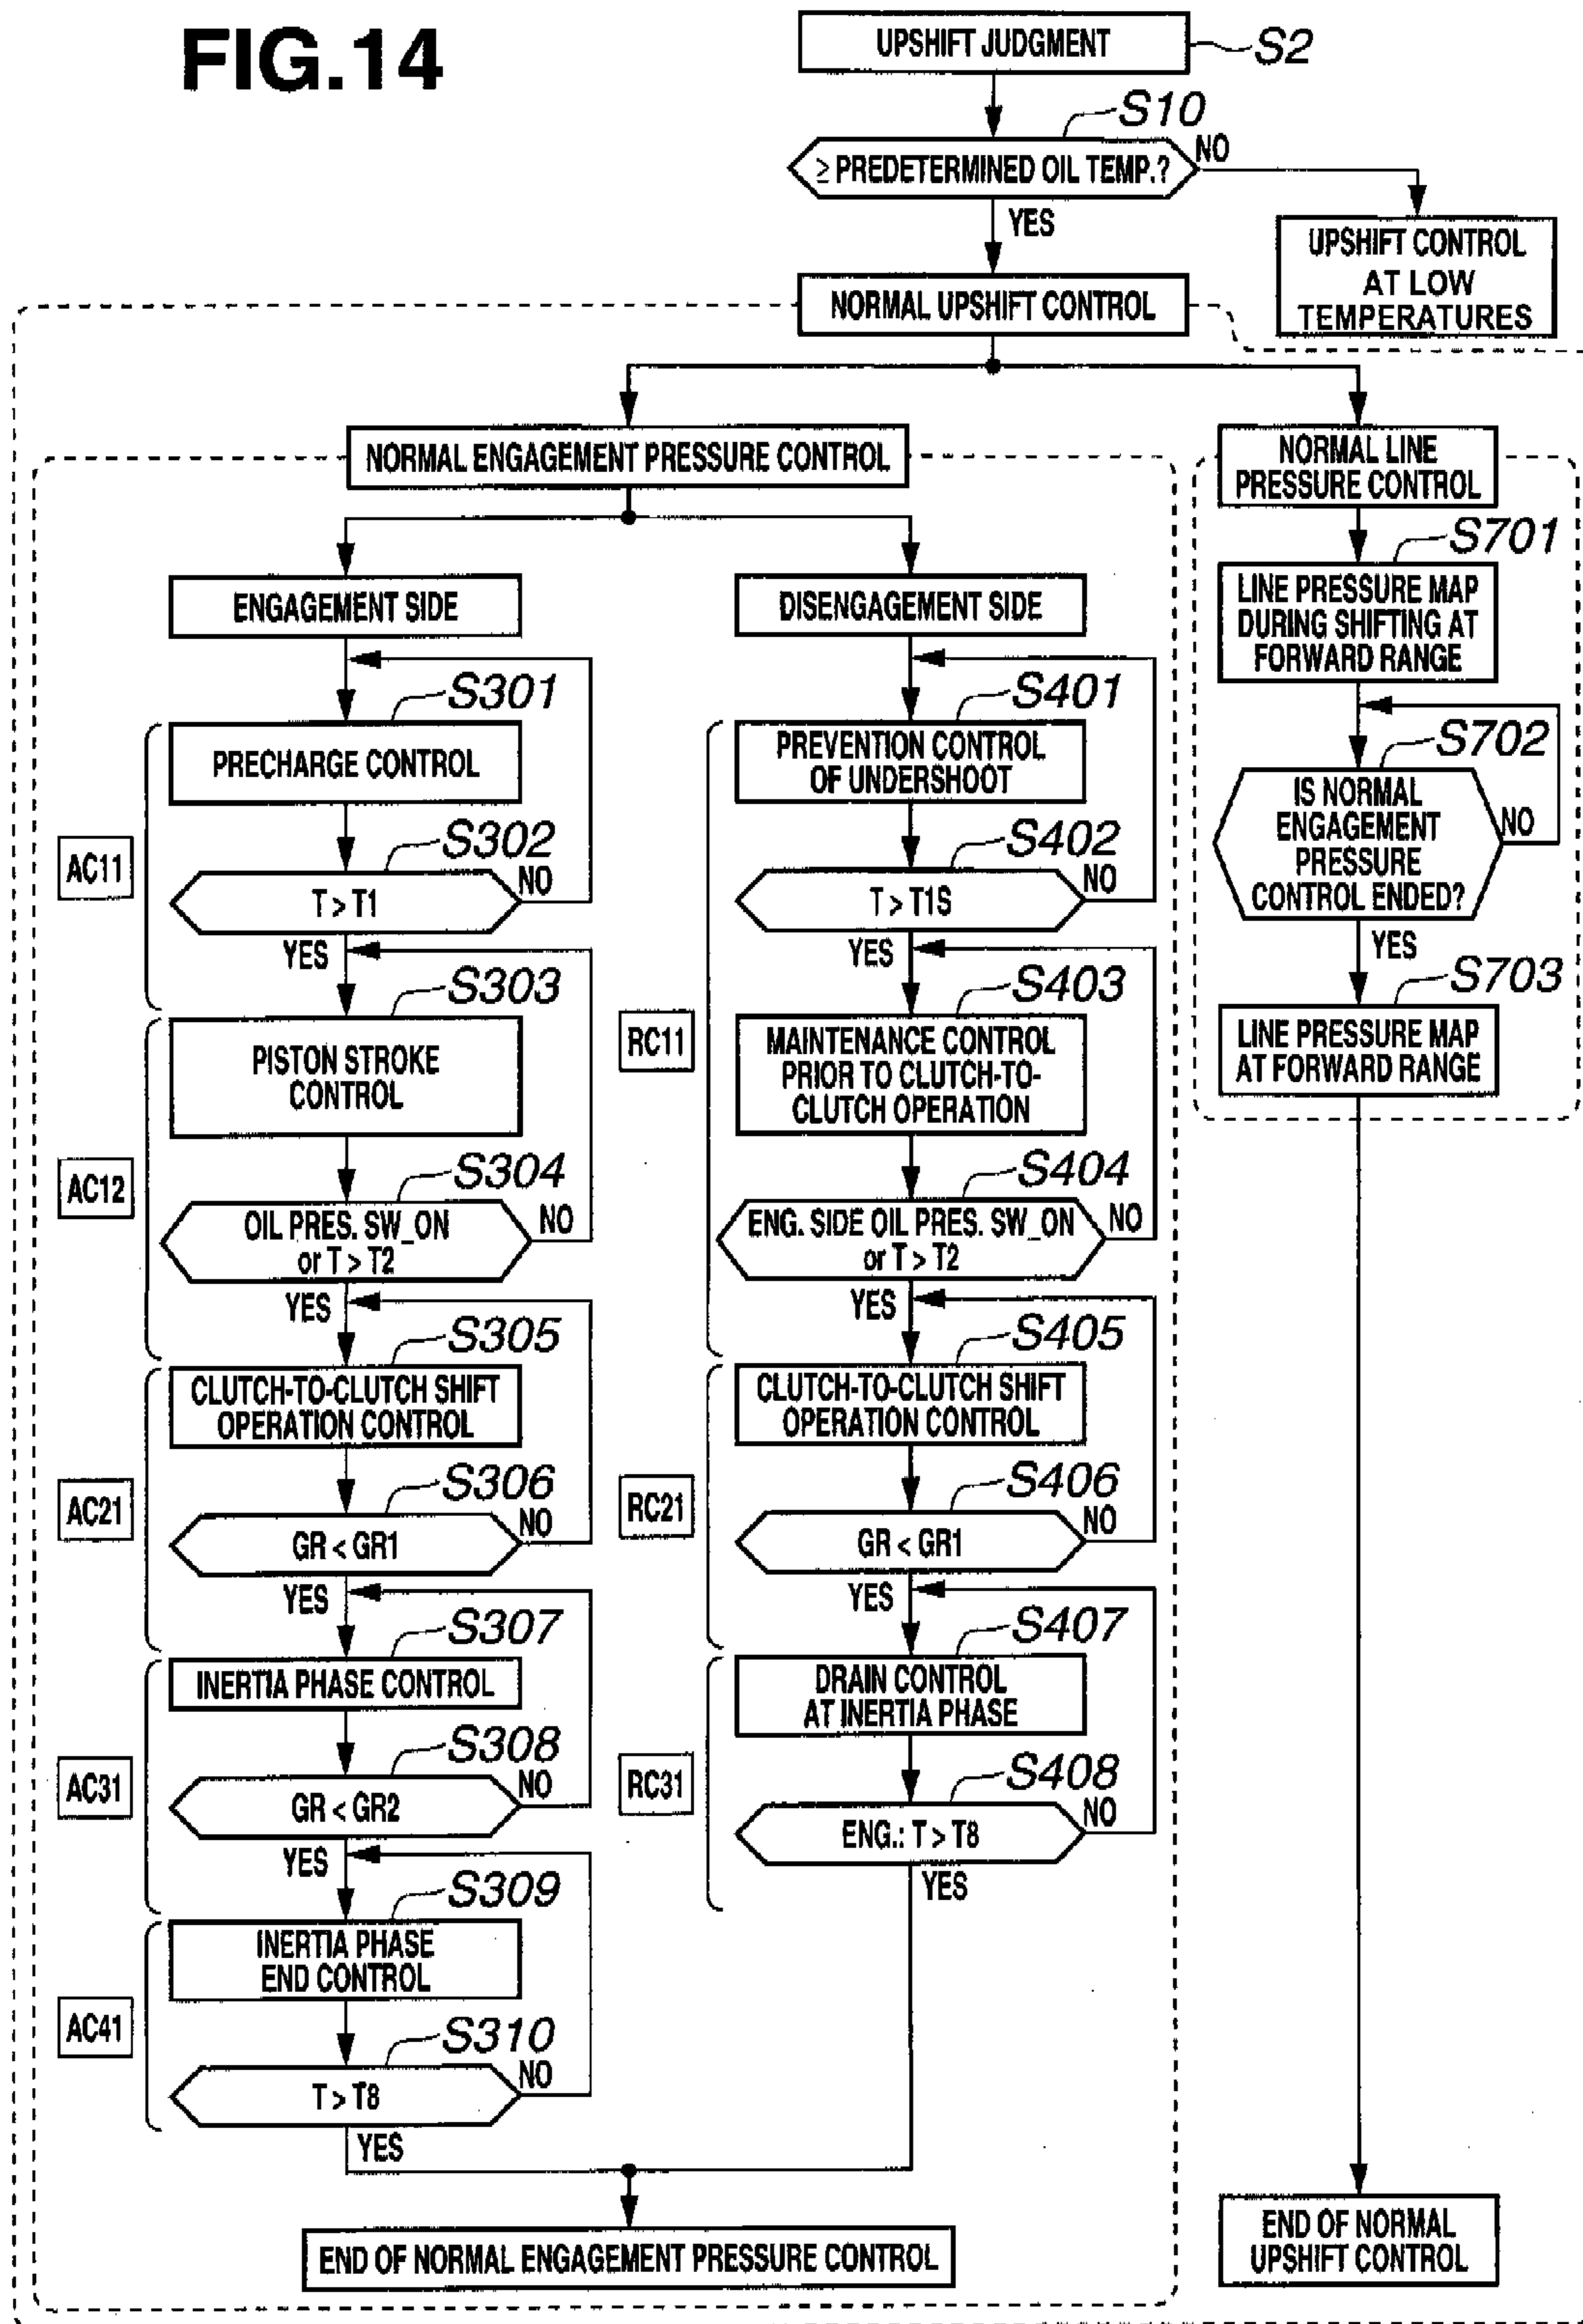 FIG.14
UPSHIFT JUDGMENT
S2
S10
≥ PREDETERMINED OIL TEMP.?
NO
YES
UPSHIFT CONTROL
AT LOW
TEMPERATURES
NORMAL UPSHIFT CONTROL
NORMAL ENGAGEMENT PRESSURE CONTROL
ENGAGEMENT SIDE
S301
PRECHARGE CONTROL
S302
T > T1
NO
YES
AC11
S303
PISTON STROKE
CONTROL
S304
OIL PRES. SW_ON
or T > T2
NO
YES
AC12
S305
CLUTCH-TO-CLUTCH SHIFT
OPERATION CONTROL
S306
GR < GR1
NO
YES
AC21
S307
INERTIA PHASE CONTROL
S308
GR < GR2
NO
YES
AC31
S309
INERTIA PHASE
END CONTROL
S310
T > T8
NO
YES
AC41
DISENGAGEMENT SIDE
S401
PREVENTION CONTROL
OF UNDERSHOOT
S402
T > T1S
NO
YES
S403
MAINTENANCE CONTROL
PRIOR TO CLUTCH-TO-
CLUTCH OPERATION
RC11
S404
ENG. SIDE OIL PRES. SW_ON
or T > T2
NO
YES
S405
CLUTCH-TO-CLUTCH SHIFT
OPERATION CONTROL
S406
GR < GR1
NO
YES
RC21
S407
DRAIN CONTROL
AT INERTIA PHASE
S408
ENG.: T > T8
NO
YES
RC31
END OF NORMAL ENGAGEMENT PRESSURE CONTROL
NORMAL LINE
PRESSURE CONTROL
S701
LINE PRESSURE MAP
DURING SHIFTING AT
FORWARD RANGE
S702
IS NORMAL
ENGAGEMENT
PRESSURE
CONTROL ENDED?
NO
YES
S703
LINE PRESSURE MAP
AT FORWARD RANGE
END OF NORMAL
UPSHIFT CONTROL